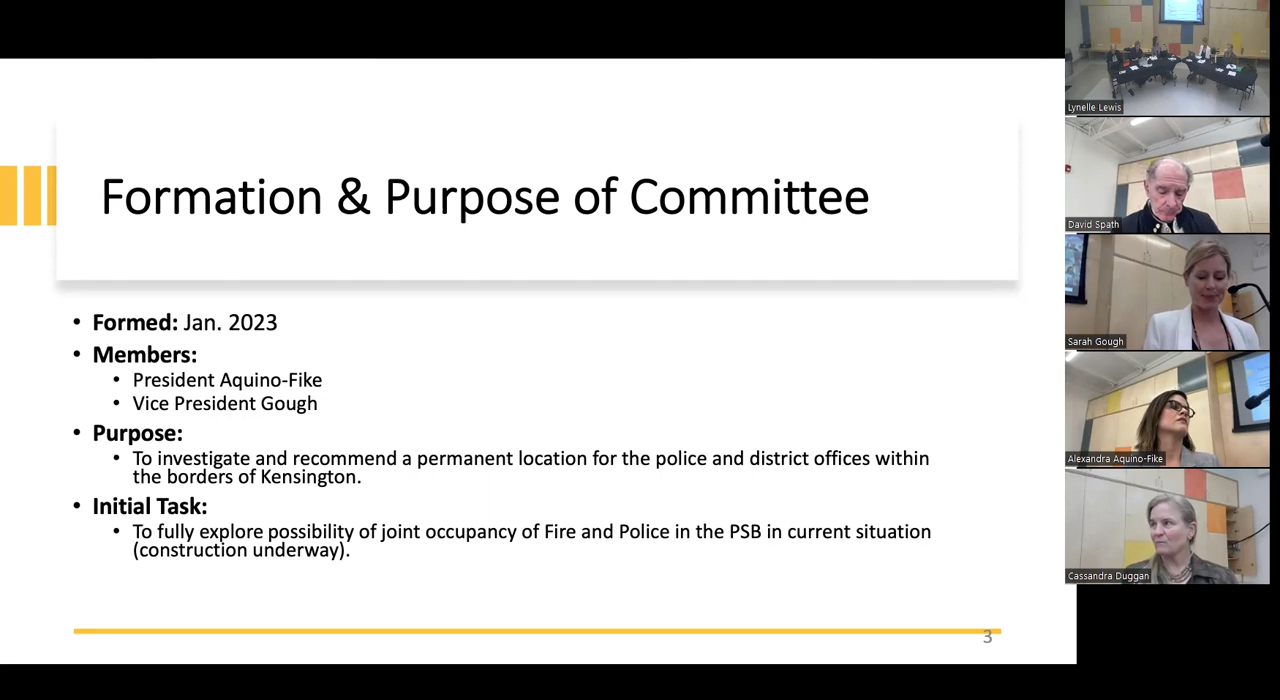 Formation & Purpose of Committee
• Formed: Jan. 2023
• Members:
• President Aquino-Fike
• Vice President Gough
• Purpose:
• To investigate and recommend a permanent location for the police and district offices within
the borders of Kensington.
• Initial Task:
• To fully explore possibility of joint occupancy of Fire and Police in the PSB in current situation
(construction underway).
3
Lynelle Lewis
David Spath
Sarah Gough
Alexandra Aquino-Fike
Cassandra Duggan